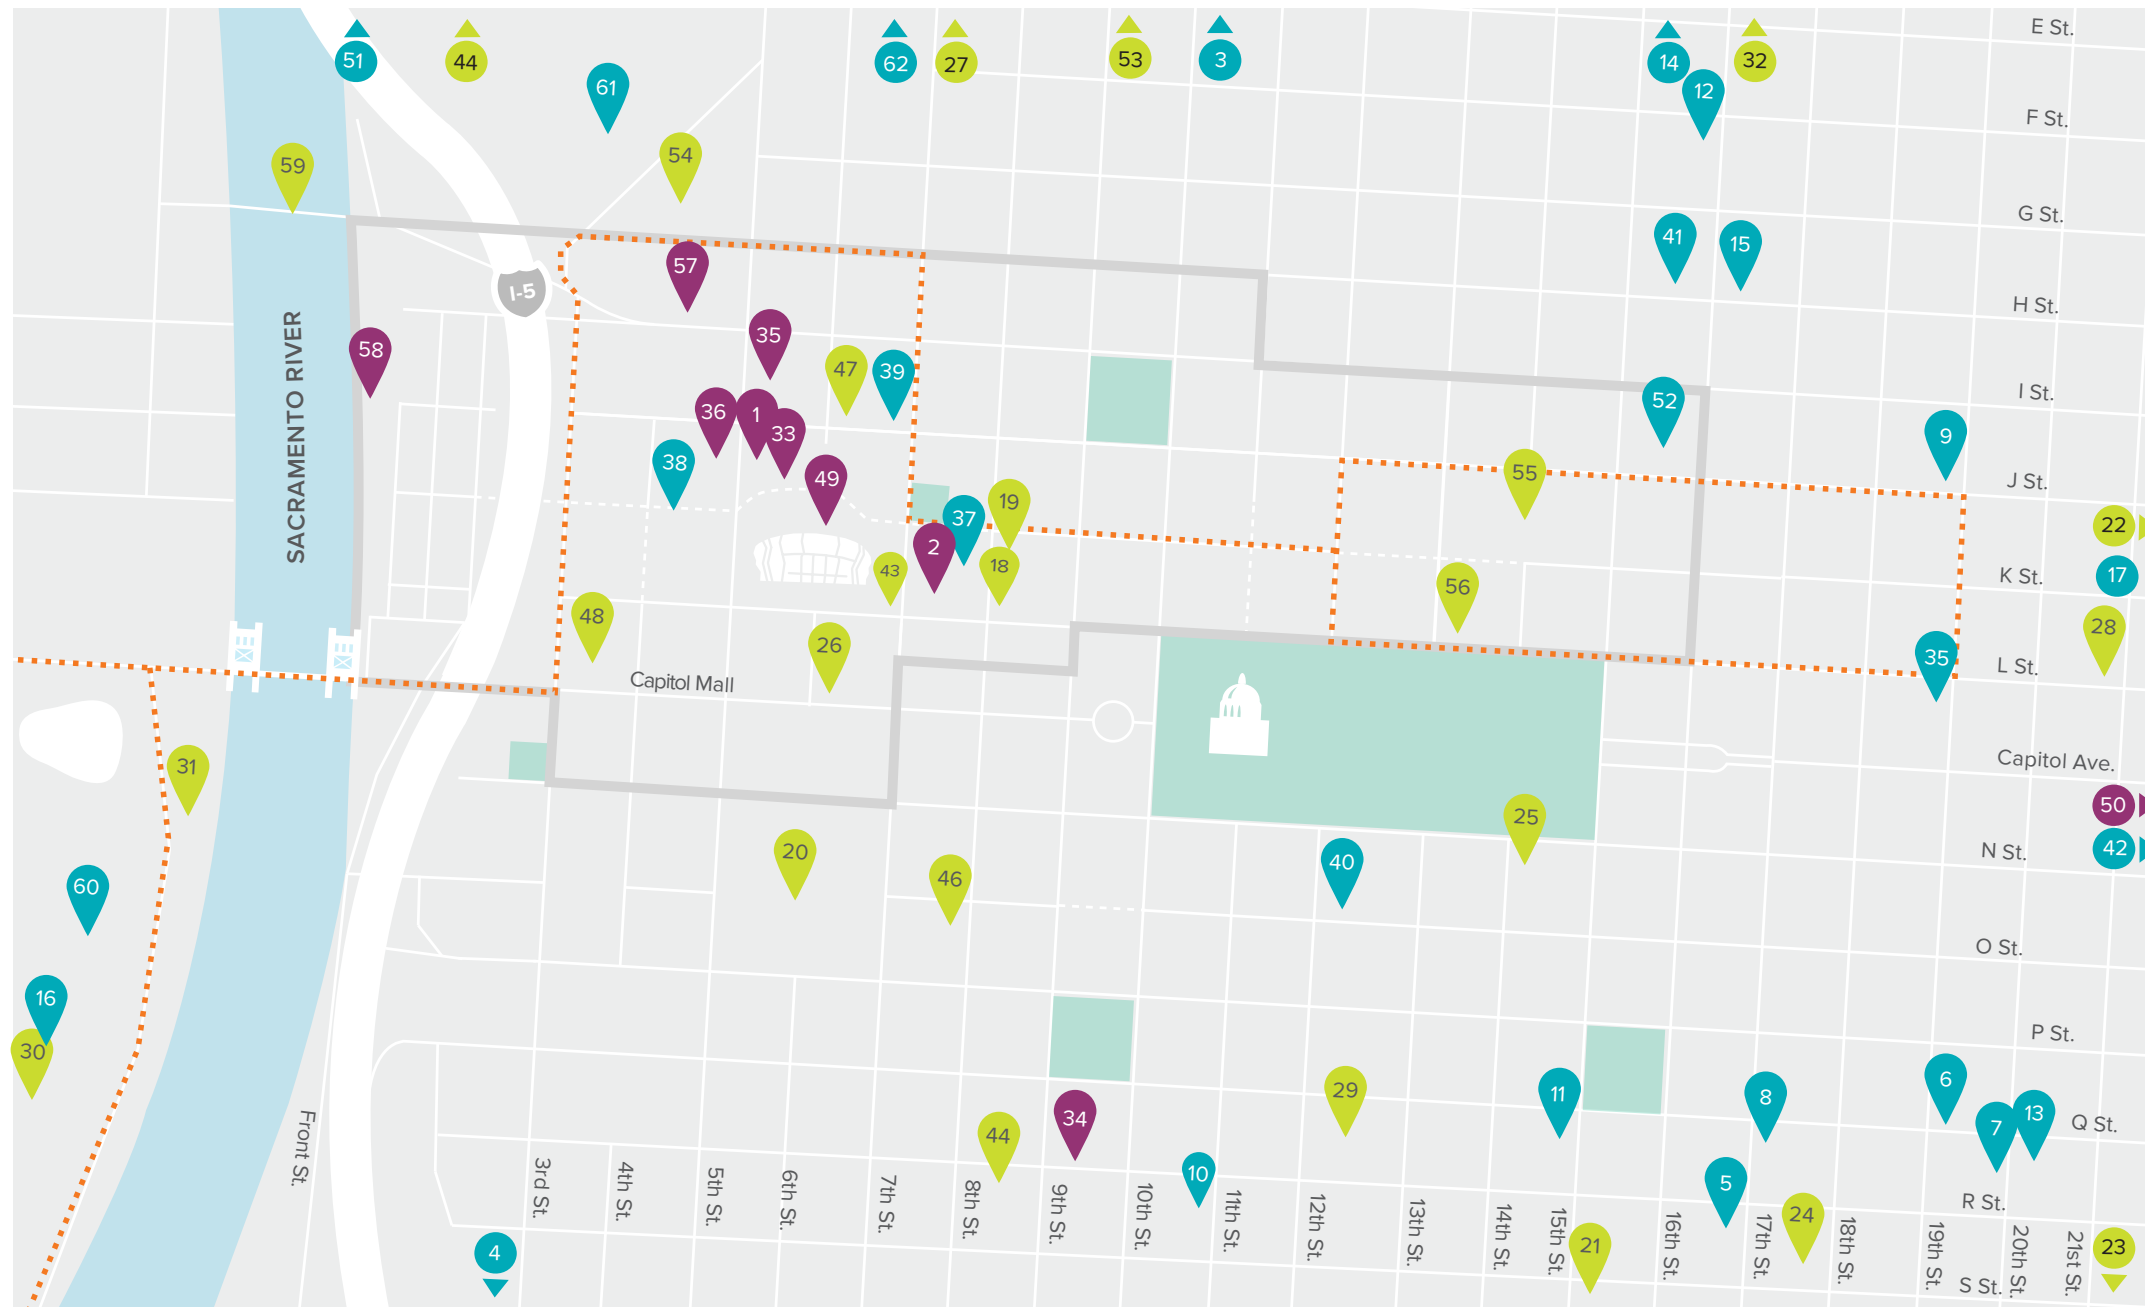 E St.
51
44
62
27
53
3
14
32
61
12
F St.
54
59
G St.
41
15
57
I-5
H St.
58
35
47
39
SACRAMENTO RIVER
I St.
36
1
33
52
9
38
49
55
J St.
19
37
22
2
18
43
56
K St.
17
48
26
28
35
L St.
Capitol Mall
31
Capitol Ave.
50
25
42
20
N St.
46
40
60
O St.
16
30
P St.
6
29
11
8
13
7
Q St.
34
44
Front St.
10
5
R St.
24
21
23
4
3rd St.
4th St.
5th St.
6th St.
7th St.
8th St.
9th St.
10th St.
11th St.
12th St.
13th St.
14th St.
15th St.
16th St.
17th St.
18th St.
19th St.
20th St.
21st St.
S St.